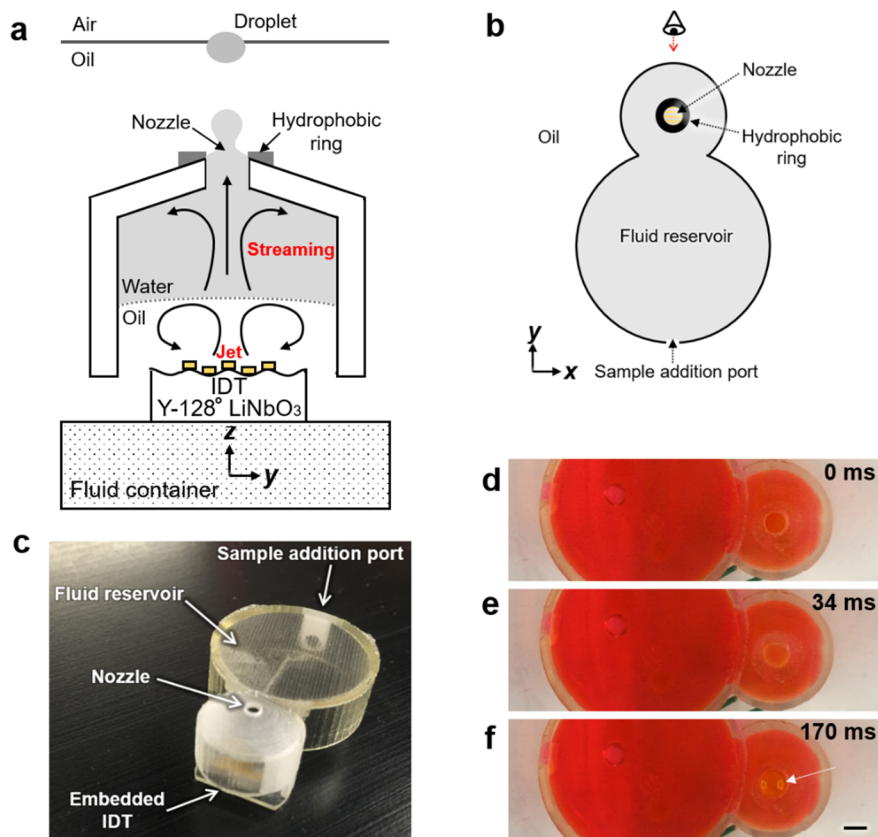 a
Air
Droplet
Oil
Nozzle
Hydrophobic
ring
Streaming
Water
Oil
Jet
IDT
Y-128° LiNbO₃
z
y
Fluid container
b
Nozzle
Hydrophobic
ring
Oil
Fluid reservoir
y
x
Sample addition port
c
Sample addition port
Fluid reservoir
Nozzle
Embedded
IDT
d
0 ms
e
34 ms
f
170 ms